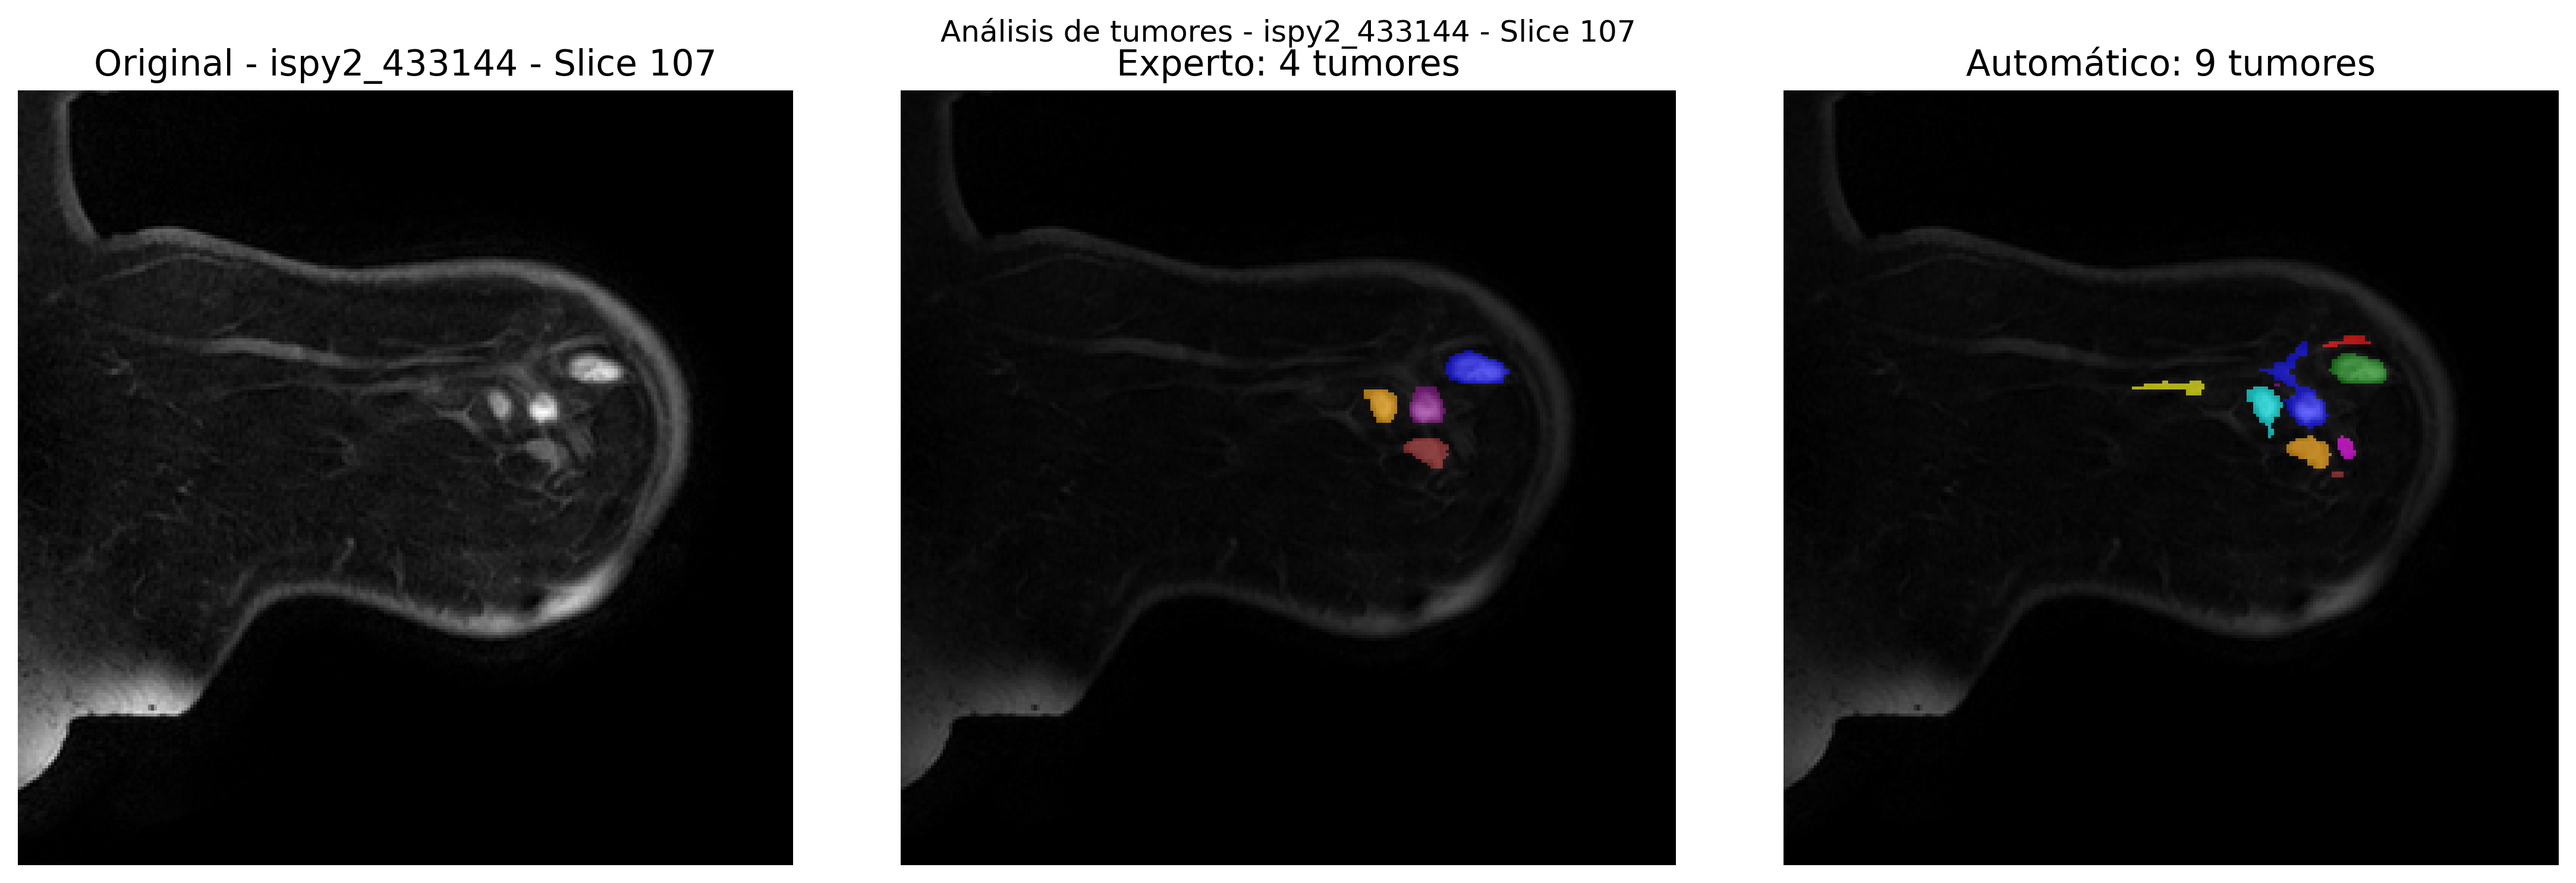 Análisis de tumores - ispy2_433144 - Slice 107
Original - ispy2_433144 - Slice 107
Experto: 4 tumores
Automático: 9 tumores